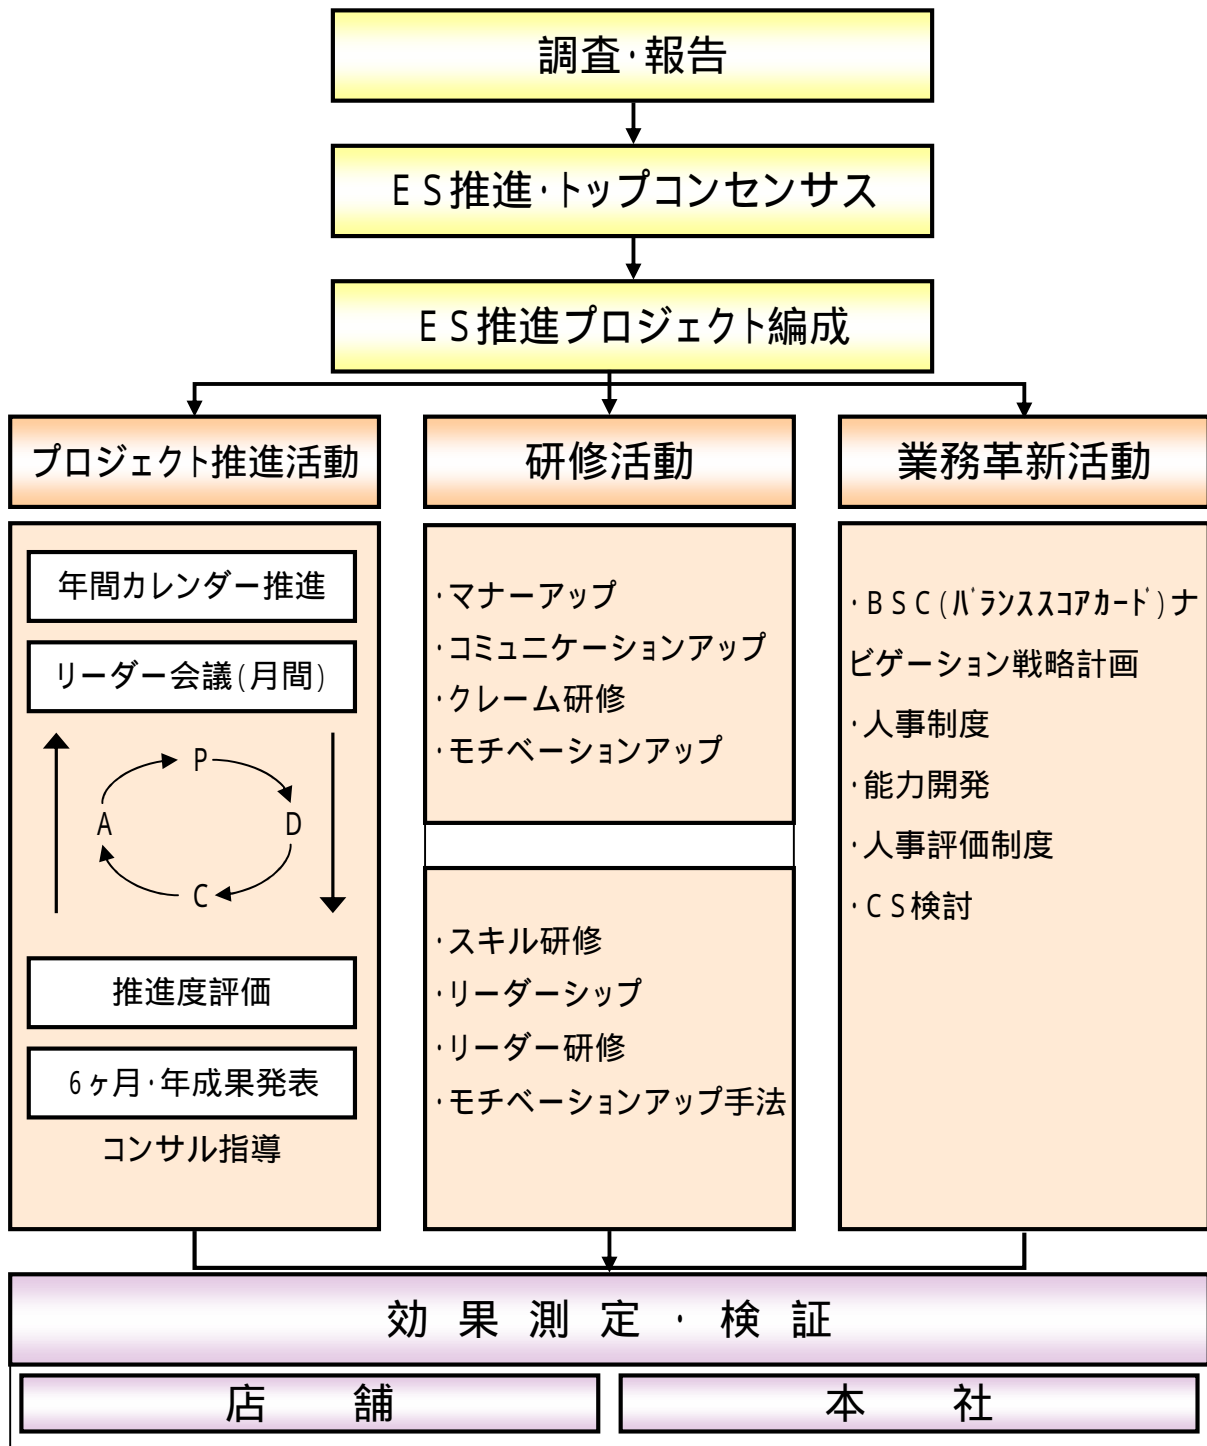 調査・報告
ES推進・トップコンセンサス
ES推進プロジェクト編成
プロジェクト推進活動
年間カレンダー推進
リーダー会議(月間)
P
A
D
C
推進度評価
6ヶ月・年成果発表
コンサル指導
研修活動
・マナーアップ
・コミュニケーションアップ
・クレーム研修
・モチベーションアップ
・スキル研修
・リーダーシップ
・リーダー研修
・モチベーションアップ手法
業務革新活動
・BSC(バランススコアカード)ナ
ビゲーション戦略計画
・人事制度
・能力開発
・人事評価制度
・CS検討
効果測定・検証
店舗
本社